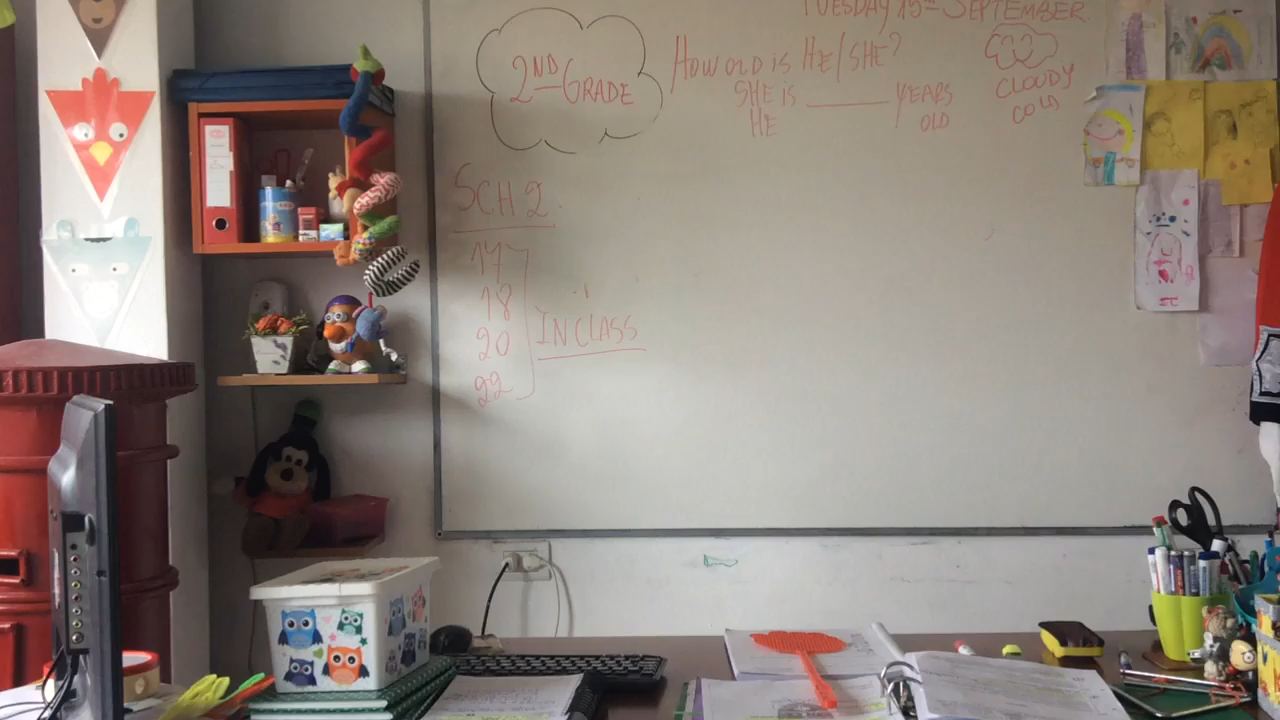 TUESDAY 15TH SEPTEMBER.
2ND GRADE
HOW OLD IS HE/SHE?
SHE IS ______ YEARS
HE
OLD
CLOUDY
COLD
SCH 2
17
18
20
22
IN CLASS